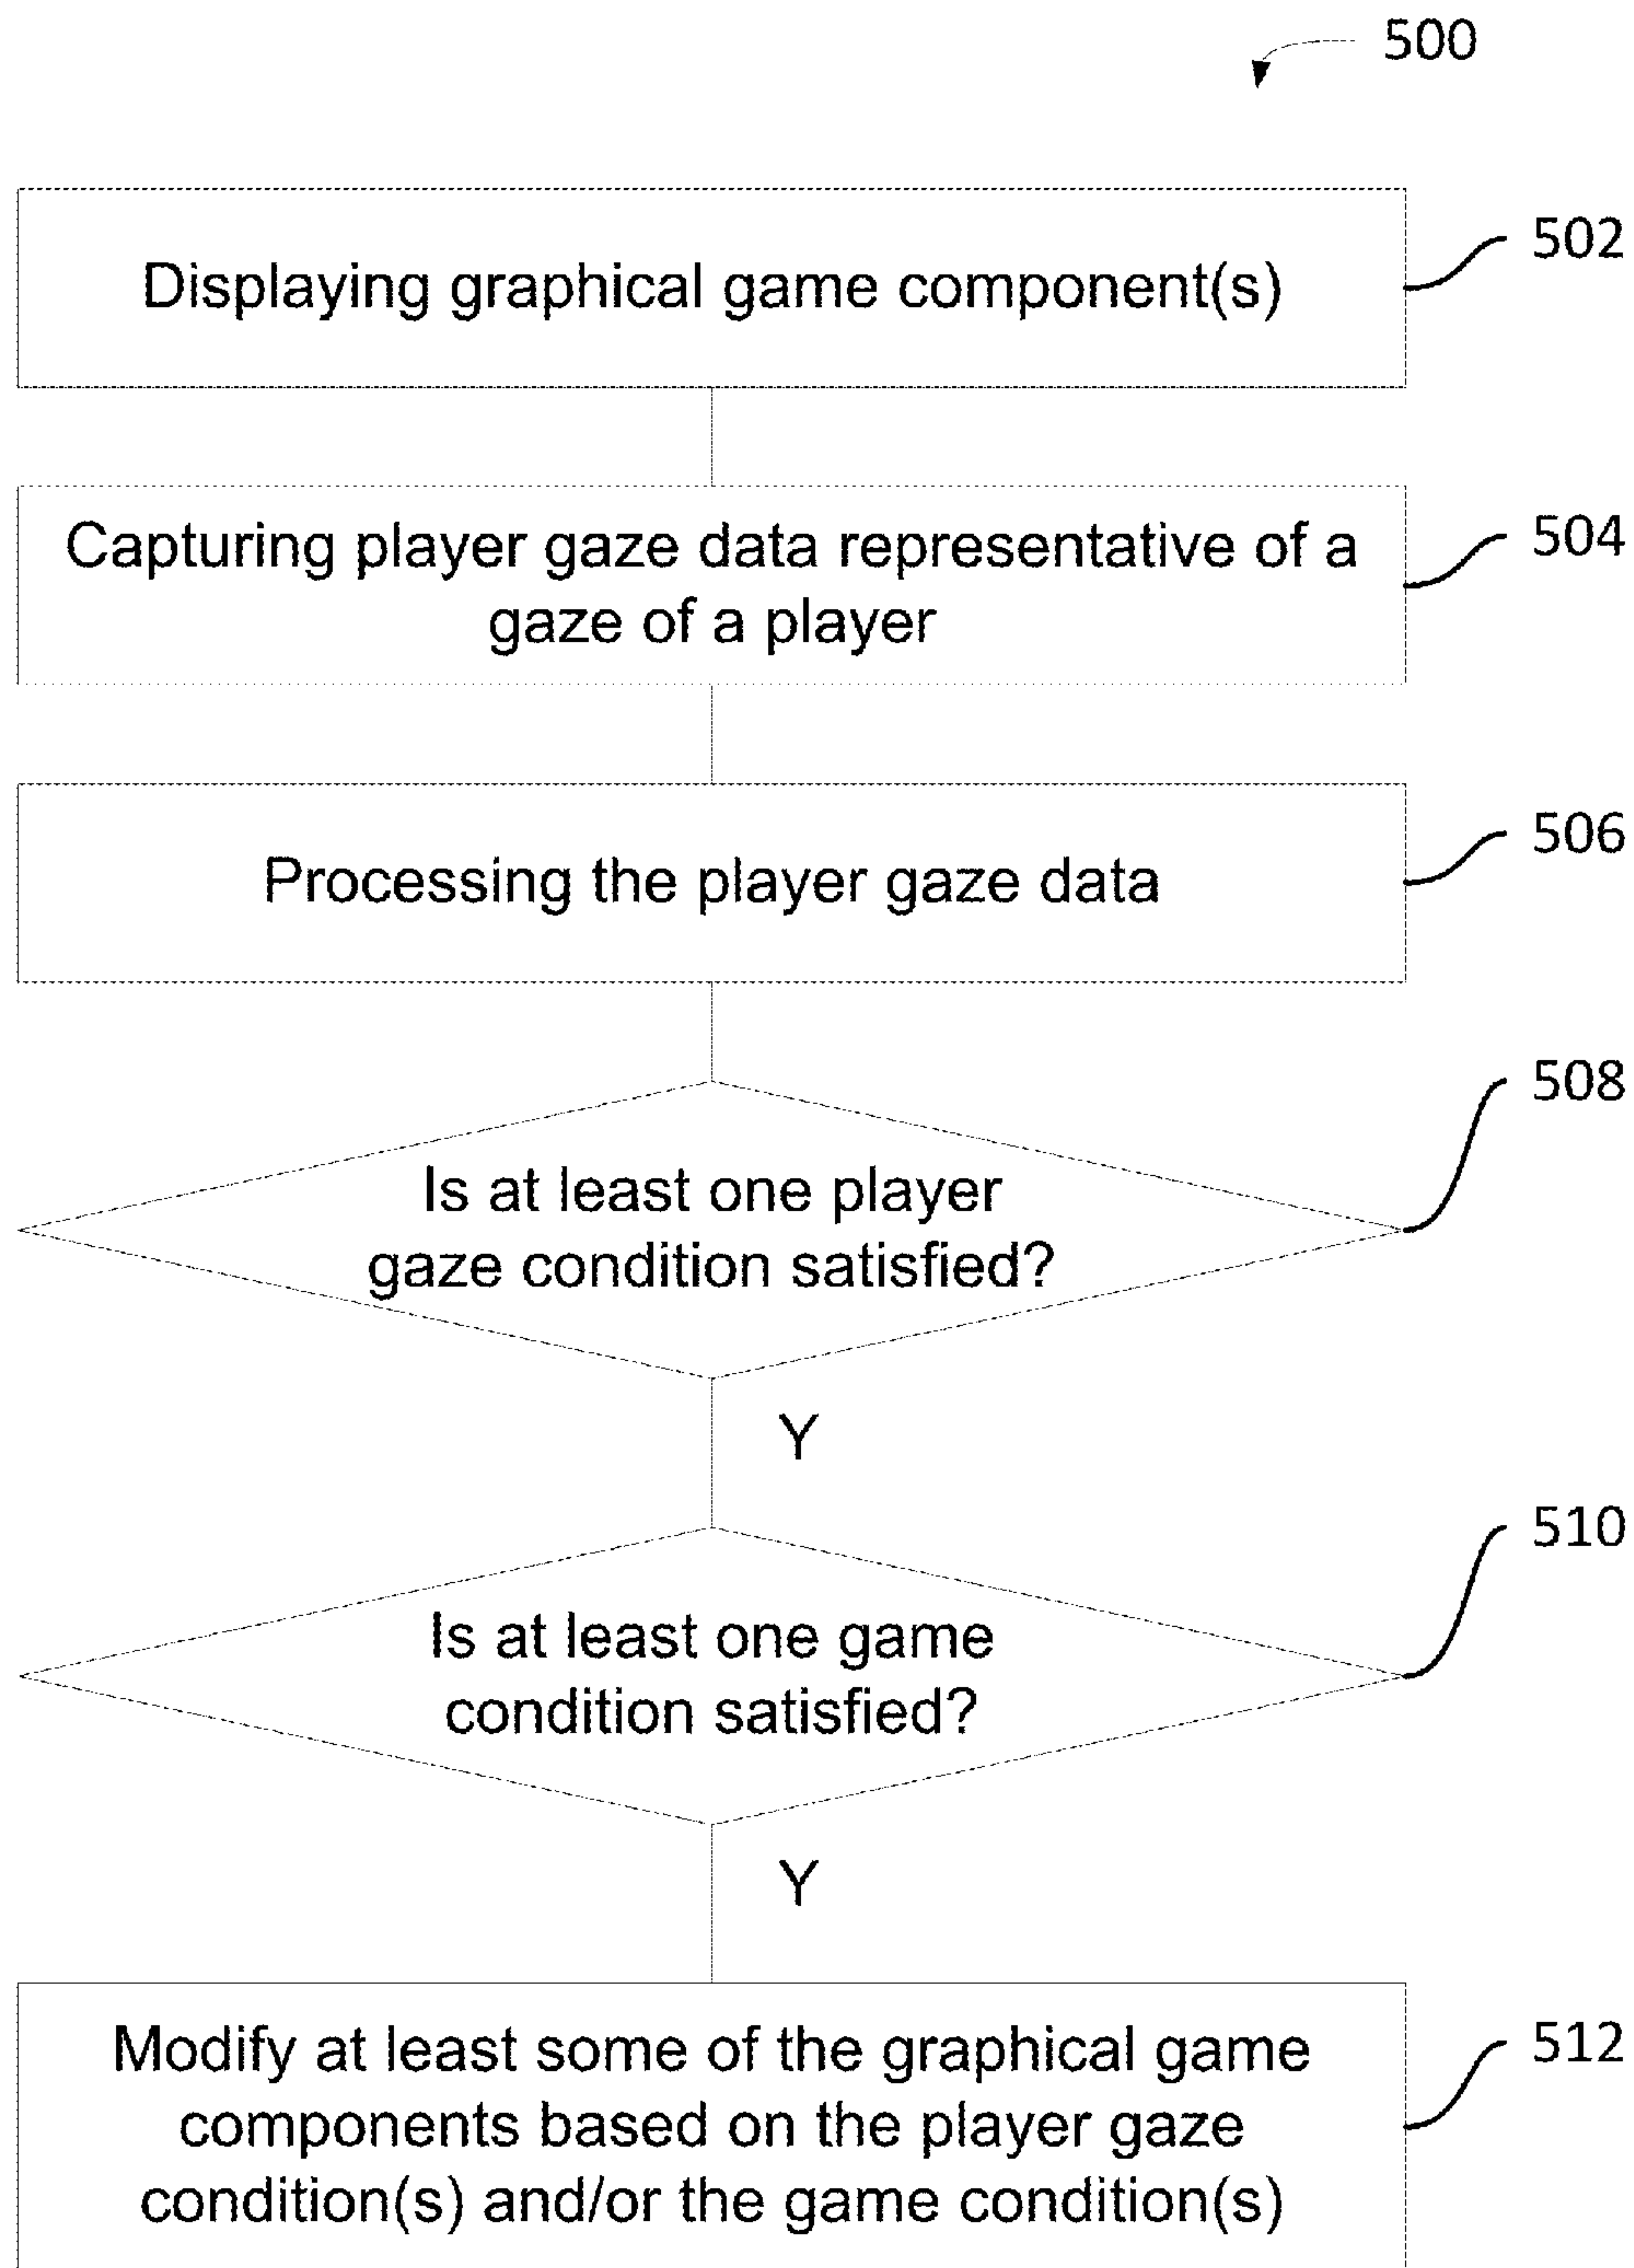 500
Displaying graphical game component(s)
502
Capturing player gaze data representative of a
gaze of a player
504
Processing the player gaze data
506
Is at least one player
gaze condition satisfied?
508
Y
Is at least one game
condition satisfied?
510
Y
Modify at least some of the graphical game
components based on the player gaze
condition(s) and/or the game condition(s)
512